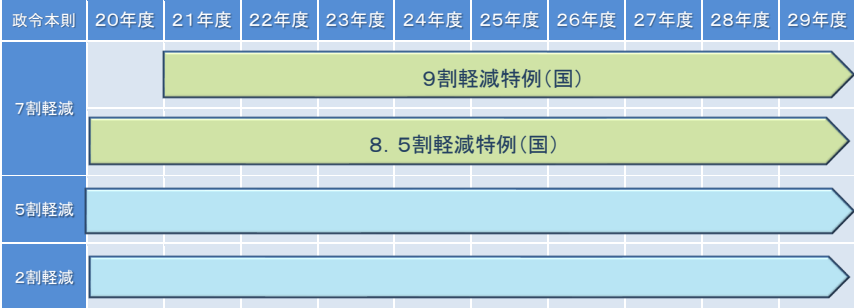 政令本則 20年度 21年度 22年度 23年度 24年度 25年度 26年度 27年度 28年度 29年度
7割軽減
9割軽減特例(国)
8.5割軽減特例(国)
5割軽減
2割軽減